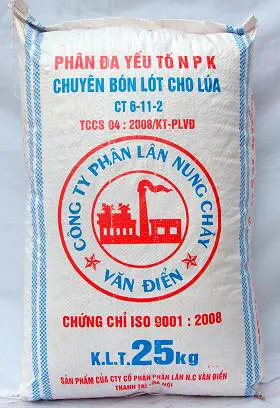 PHÂN ĐA YẾU TỐ N P K
CHUYÊN BÓN LÓT CHO LÚA
CT 6-11-2
TCCS 04 : 2008/KT-PLVĐ
CÔNG TY PHÂN LÂN NUNG CHẢY
VĂN ĐIỂN
CHỨNG CHỈ ISO 9001 : 2008
K.L.T. 25kg
SẢN PHẨM CỦA CTY CỔ PHẦN PHÂN LÂN N.C VĂN ĐIỂN
THANH TRÌ - HÀ NỘI